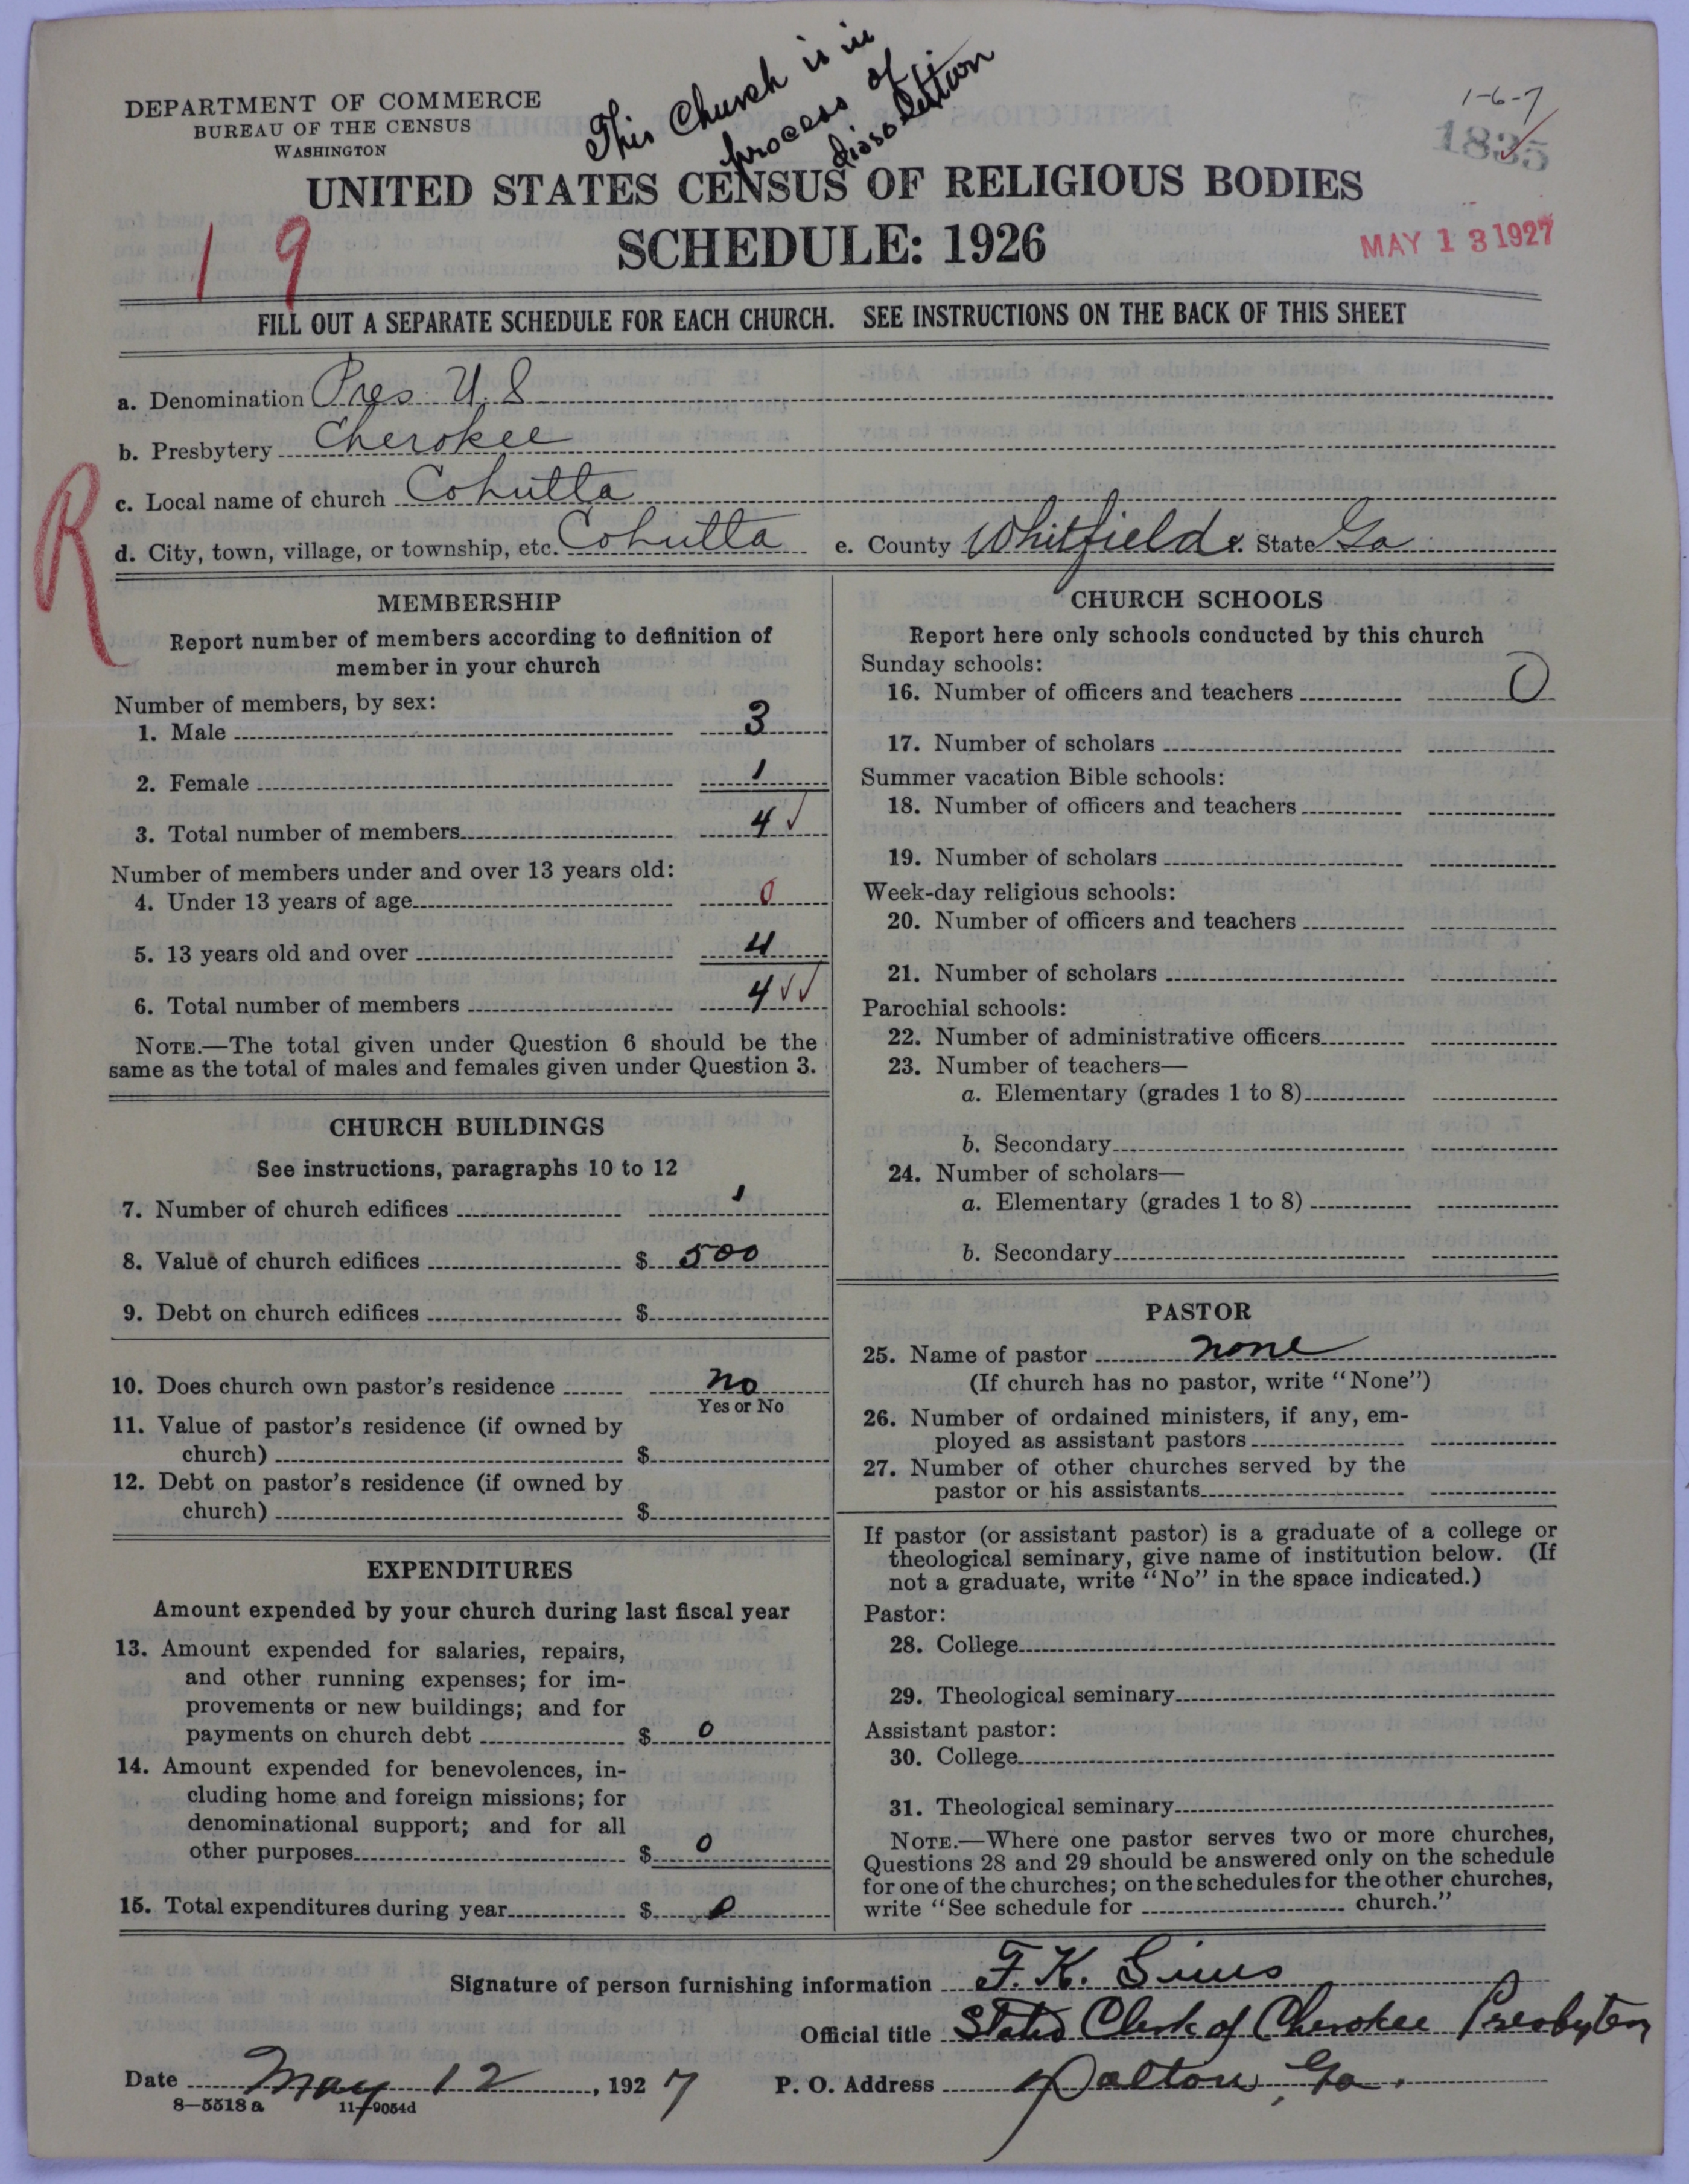 This Church is in
process of
dissolution
DEPARTMENT OF COMMERCE
BUREAU OF THE CENSUS
WASHINGTON
1-6-7
1835
UNITED STATES CENSUS OF RELIGIOUS BODIES
SCHEDULE: 1926
19
MAY 13 1927
FILL OUT A SEPARATE SCHEDULE FOR EACH CHURCH. SEE INSTRUCTIONS ON THE BACK OF THIS SHEET
a. Denomination Pres. U.S
b. Presbytery Cherokee
R
c. Local name of church Cohutta
d. City, town, village, or township, etc. Cohutta e. County Whitfield f. State Ga
MEMBERSHIP
Report number of members according to definition of
member in your church
Number of members, by sex:
1. Male 3
2. Female 1
3. Total number of members 4 ✓
Number of members under and over 13 years old:
4. Under 13 years of age 0
5. 13 years old and over 4
6. Total number of members 4 ✓✓
NOTE.—The total given under Question 6 should be the
same as the total of males and females given under Question 3.
CHURCH BUILDINGS
See instructions, paragraphs 10 to 12
7. Number of church edifices 1
8. Value of church edifices $ 500
9. Debt on church edifices $
10. Does church own pastor's residence no
Yes or No
11. Value of pastor's residence (if owned by
church) $
12. Debt on pastor's residence (if owned by
church) $
EXPENDITURES
Amount expended by your church during last fiscal year
13. Amount expended for salaries, repairs,
and other running expenses; for im-
provements or new buildings; and for
payments on church debt $ 0
14. Amount expended for benevolences, in-
cluding home and foreign missions; for
denominational support; and for all
other purposes $ 0
15. Total expenditures during year $ 0
CHURCH SCHOOLS
Report here only schools conducted by this church
Sunday schools:
16. Number of officers and teachers 0
17. Number of scholars
Summer vacation Bible schools:
18. Number of officers and teachers
19. Number of scholars
Week-day religious schools:
20. Number of officers and teachers
21. Number of scholars
Parochial schools:
22. Number of administrative officers
23. Number of teachers—
a. Elementary (grades 1 to 8)
b. Secondary
24. Number of scholars—
a. Elementary (grades 1 to 8)
b. Secondary
PASTOR
25. Name of pastor none
(If church has no pastor, write "None")
26. Number of ordained ministers, if any, em-
ployed as assistant pastors
27. Number of other churches served by the
pastor or his assistants
If pastor (or assistant pastor) is a graduate of a college or
theological seminary, give name of institution below. (If
not a graduate, write "No" in the space indicated.)
Pastor:
28. College
29. Theological seminary
Assistant pastor:
30. College
31. Theological seminary
NOTE.—Where one pastor serves two or more churches,
Questions 28 and 29 should be answered only on the schedule
for one of the churches; on the schedules for the other churches,
write "See schedule for church."
Signature of person furnishing information F. K. Sims
Official title Stated Clerk of Cherokee Presbytery
Date May 12, 1927 P. O. Address Dalton, Ga.
8—5518a 11—9054d